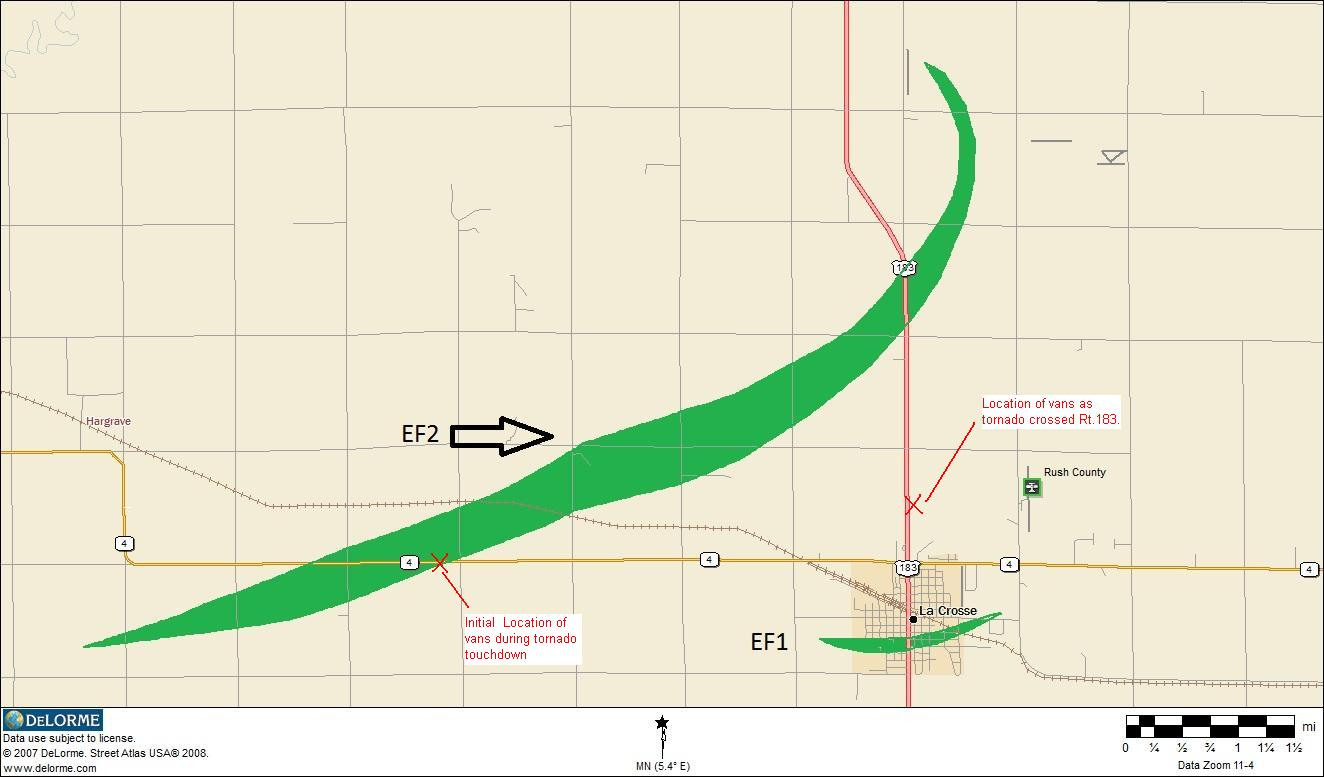 183
Location of vans as
tornado crossed Rt.183.
Hargrave
EF2
Rush County
4
4
4
183
4
4
La Crosse
Initial Location of
vans during tornado
touchdown
EF1
DELORME
Data use subject to license.
© 2007 DeLorme. Street Atlas USA® 2008.
www.delorme.com
MN (5.4° E)
mi
0 ¼ ½ ¾ 1 1¼ 1½
Data Zoom 11-4